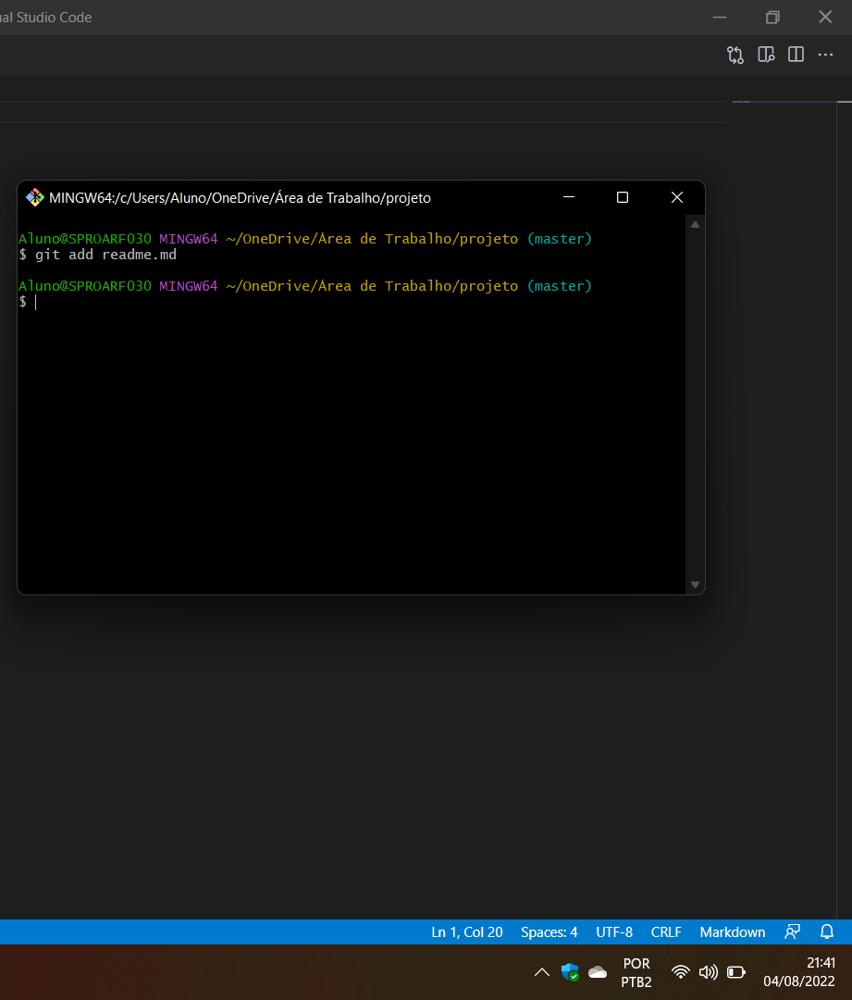 ual Studio Code
MINGW64:/c/Users/Aluno/OneDrive/Área de Trabalho/projeto
Aluno@SPROARF030 MINGW64 ~/OneDrive/Área de Trabalho/projeto (master)
$ git add readme.md
Aluno@SPROARF030 MINGW64 ~/OneDrive/Área de Trabalho/projeto (master)
$
Ln 1, Col 20 Spaces: 4 UTF-8 CRLF Markdown
POR
PTB2
21:41
04/08/2022